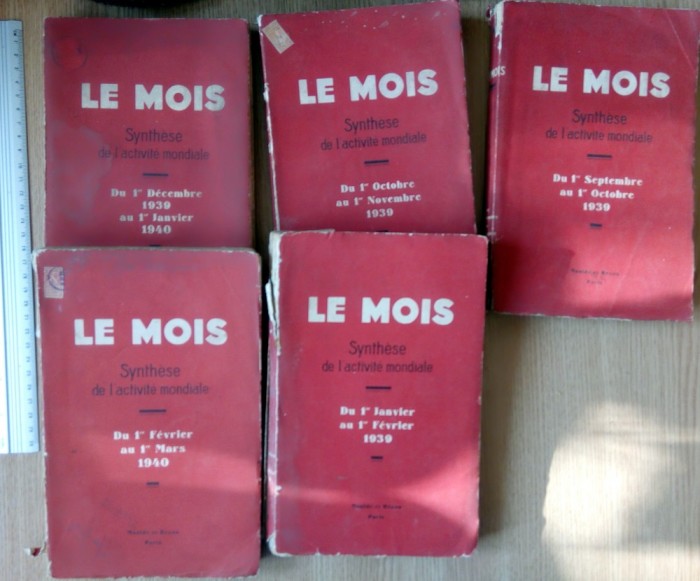 LE MOIS
Synthèse
de l'activité mondiale
Du 1er Décembre
1939
au 1er Janvier
1940
LE MOIS
Synthèse
de l'activité mondiale
Du 1er Octobre
au 1er Novembre
1939
LE MOIS
Synthèse
de l'activité mondiale
Du 1er Septembre
au 1er Octobre
1939
Paris
LE MOIS
Synthèse
de l'activité mondiale
Du 1er Février
au 1er Mars
1940
Paris
LE MOIS
Synthèse
de l'activité mondiale
Du 1er Janvier
au 1er Février
1939
Paris